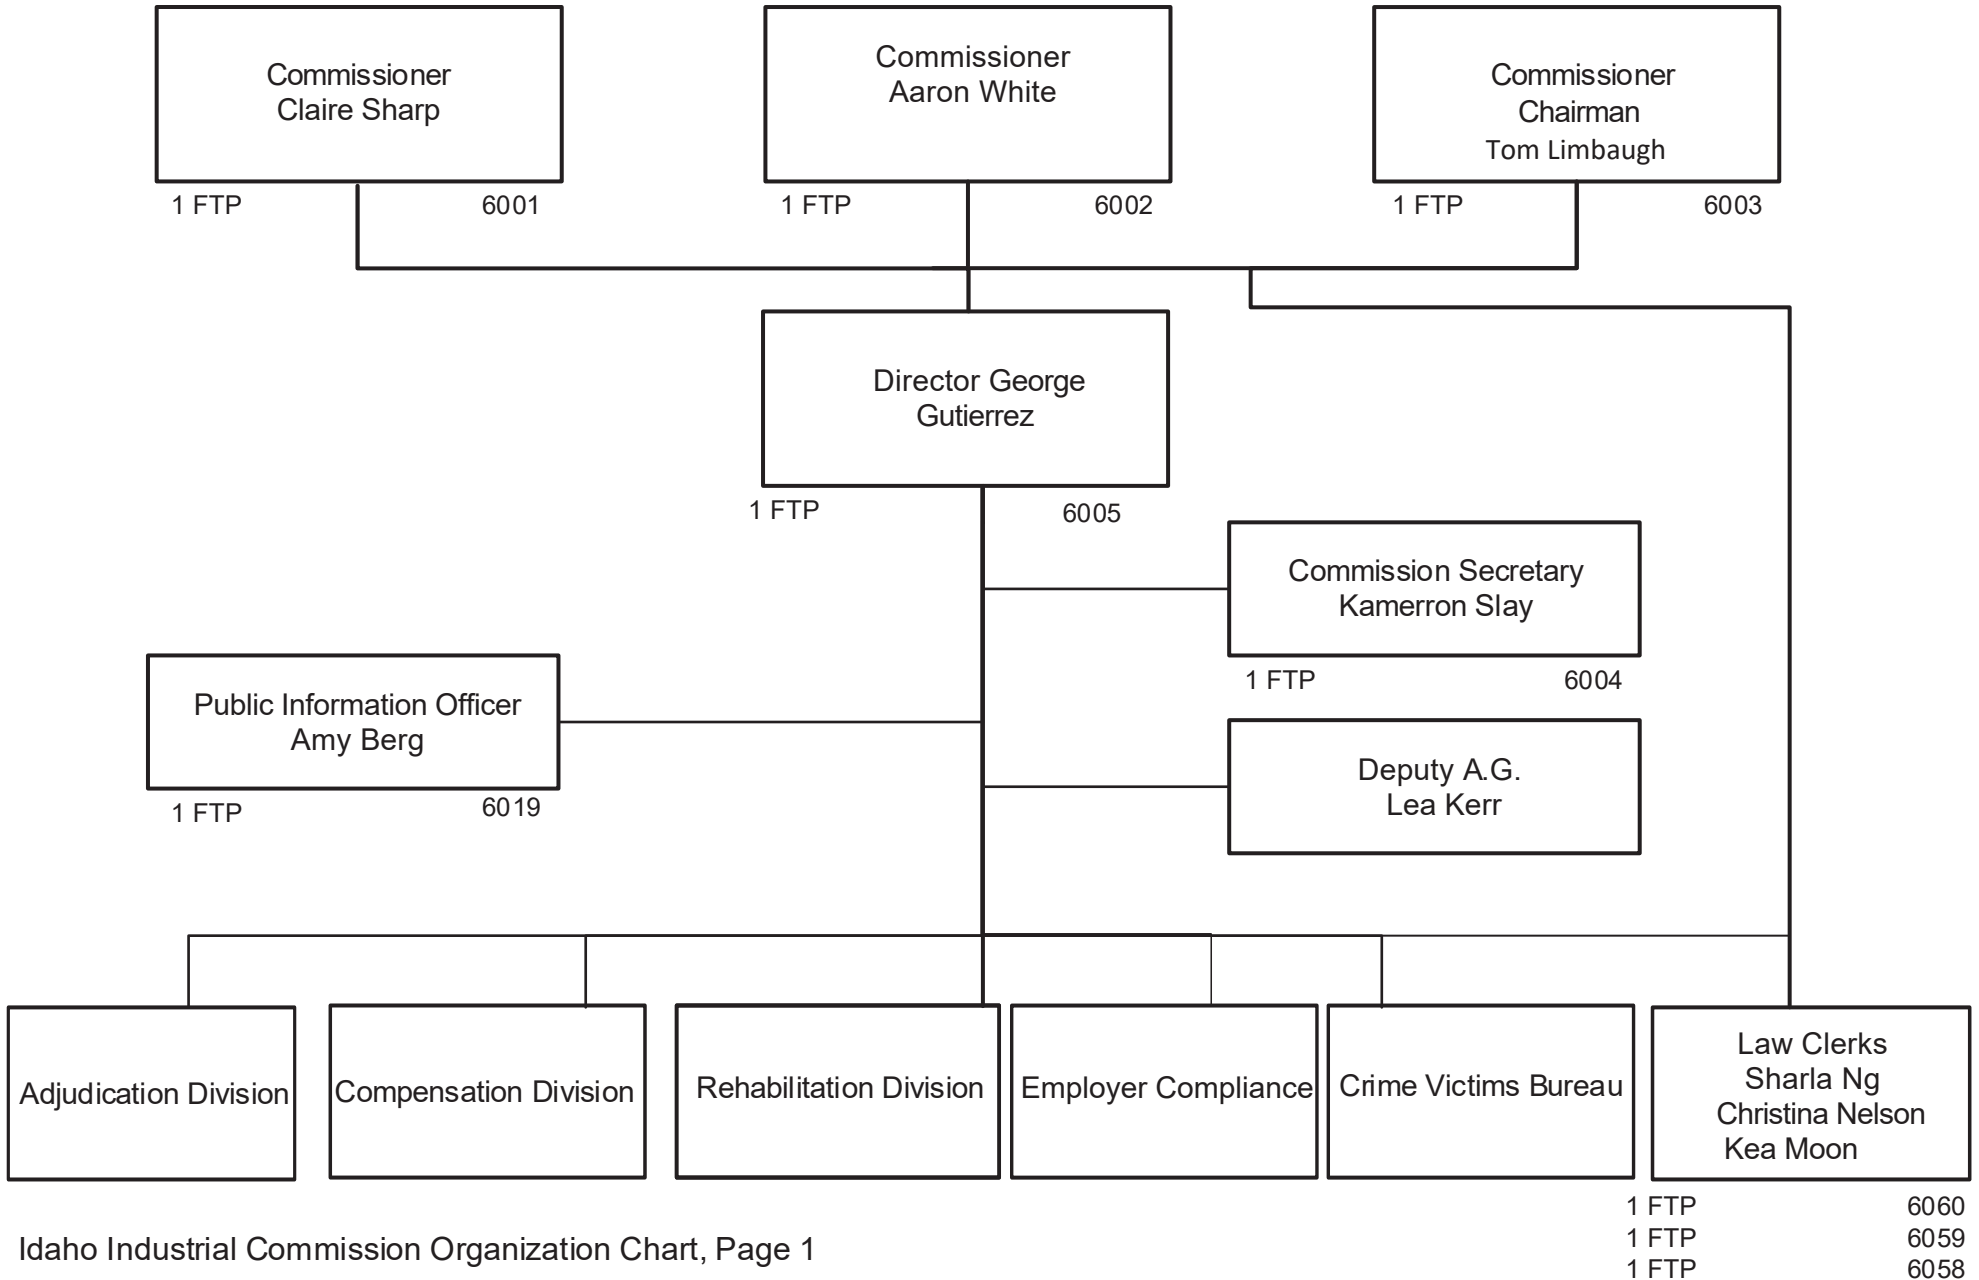 Commissioner
Claire Sharp
1 FTP 6001
Commissioner
Aaron White
1 FTP 6002
Commissioner
Chairman
Tom Limbaugh
1 FTP 6003
Director George
Gutierrez
1 FTP 6005
Commission Secretary
Kamerron Slay
1 FTP 6004
Public Information Officer
Amy Berg
1 FTP 6019
Deputy A.G.
Lea Kerr
Adjudication Division
Compensation Division
Rehabilitation Division
Employer Compliance
Crime Victims Bureau
Law Clerks
Sharla Ng
Christina Nelson
Kea Moon
1 FTP 6060
1 FTP 6059
1 FTP 6058
Idaho Industrial Commission Organization Chart, Page 1